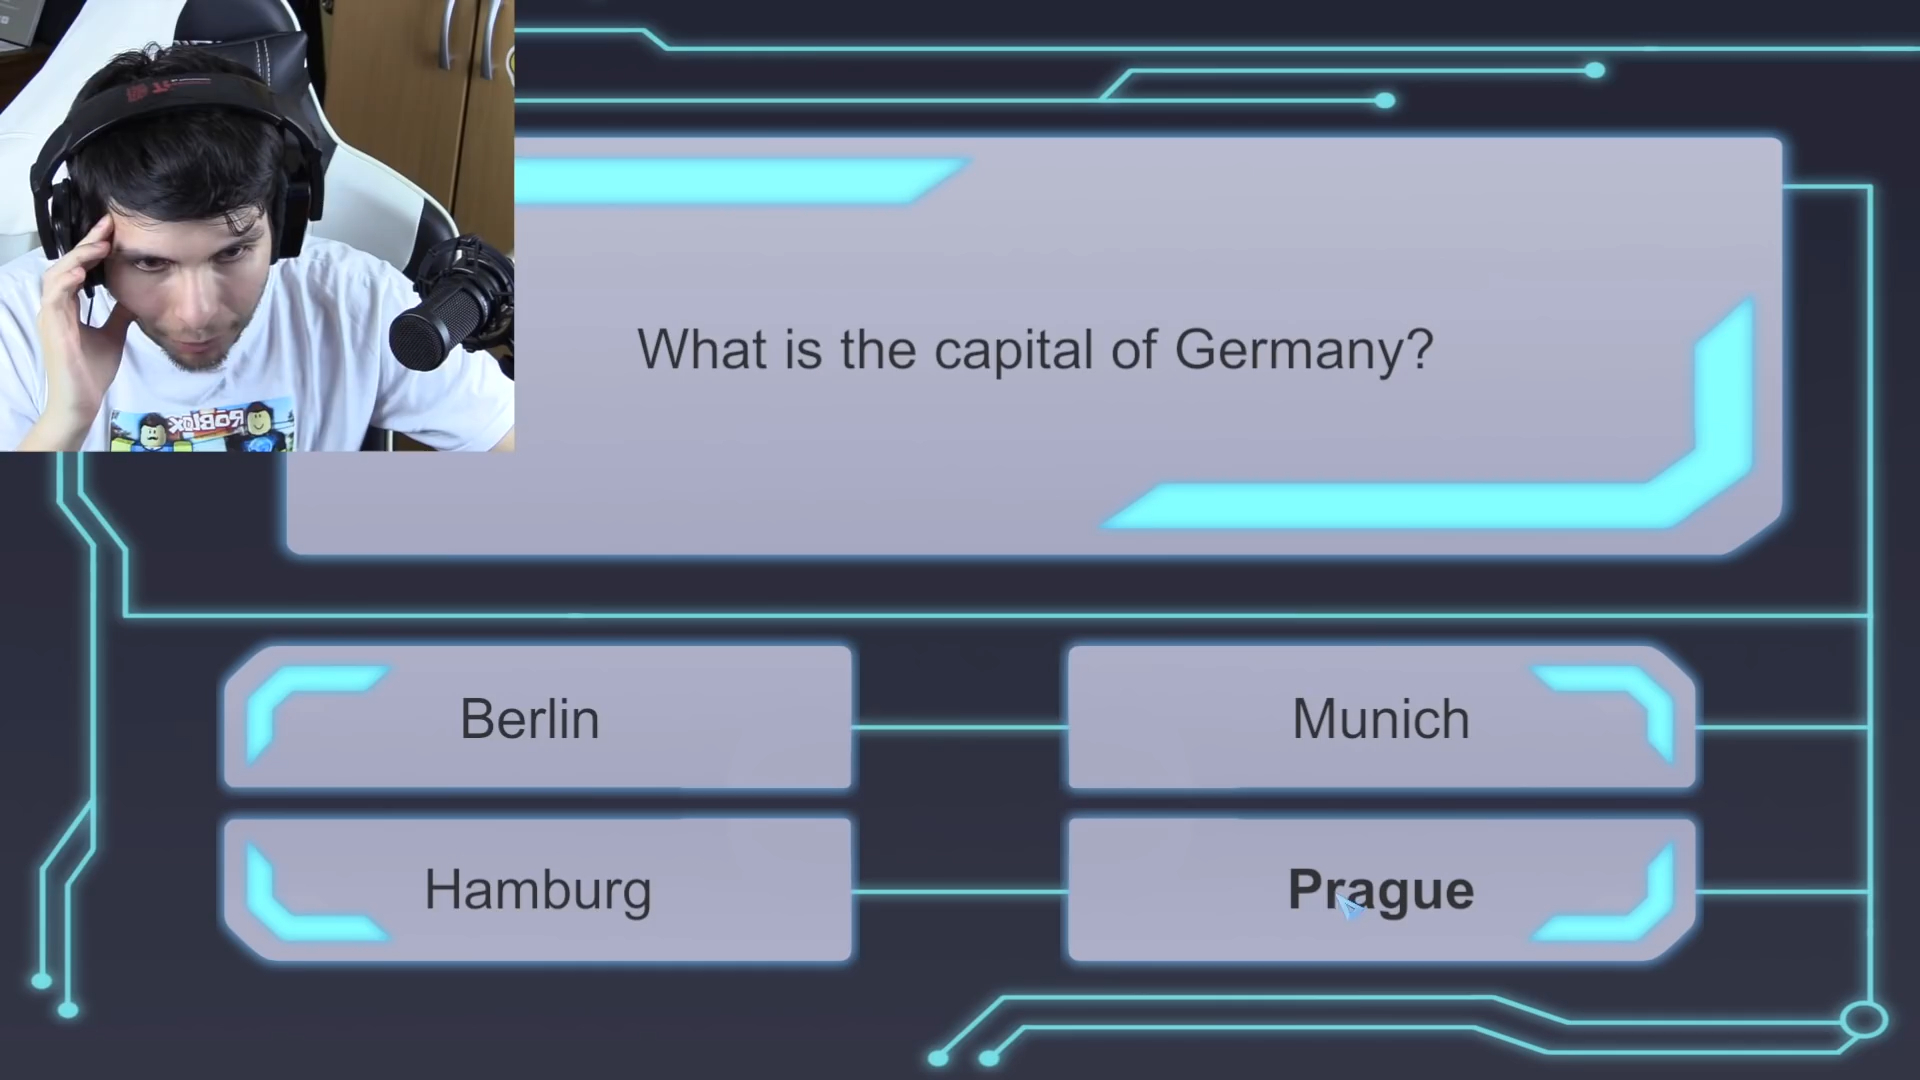 What is the capital of Germany?
Berlin
Munich
Hamburg
Prague